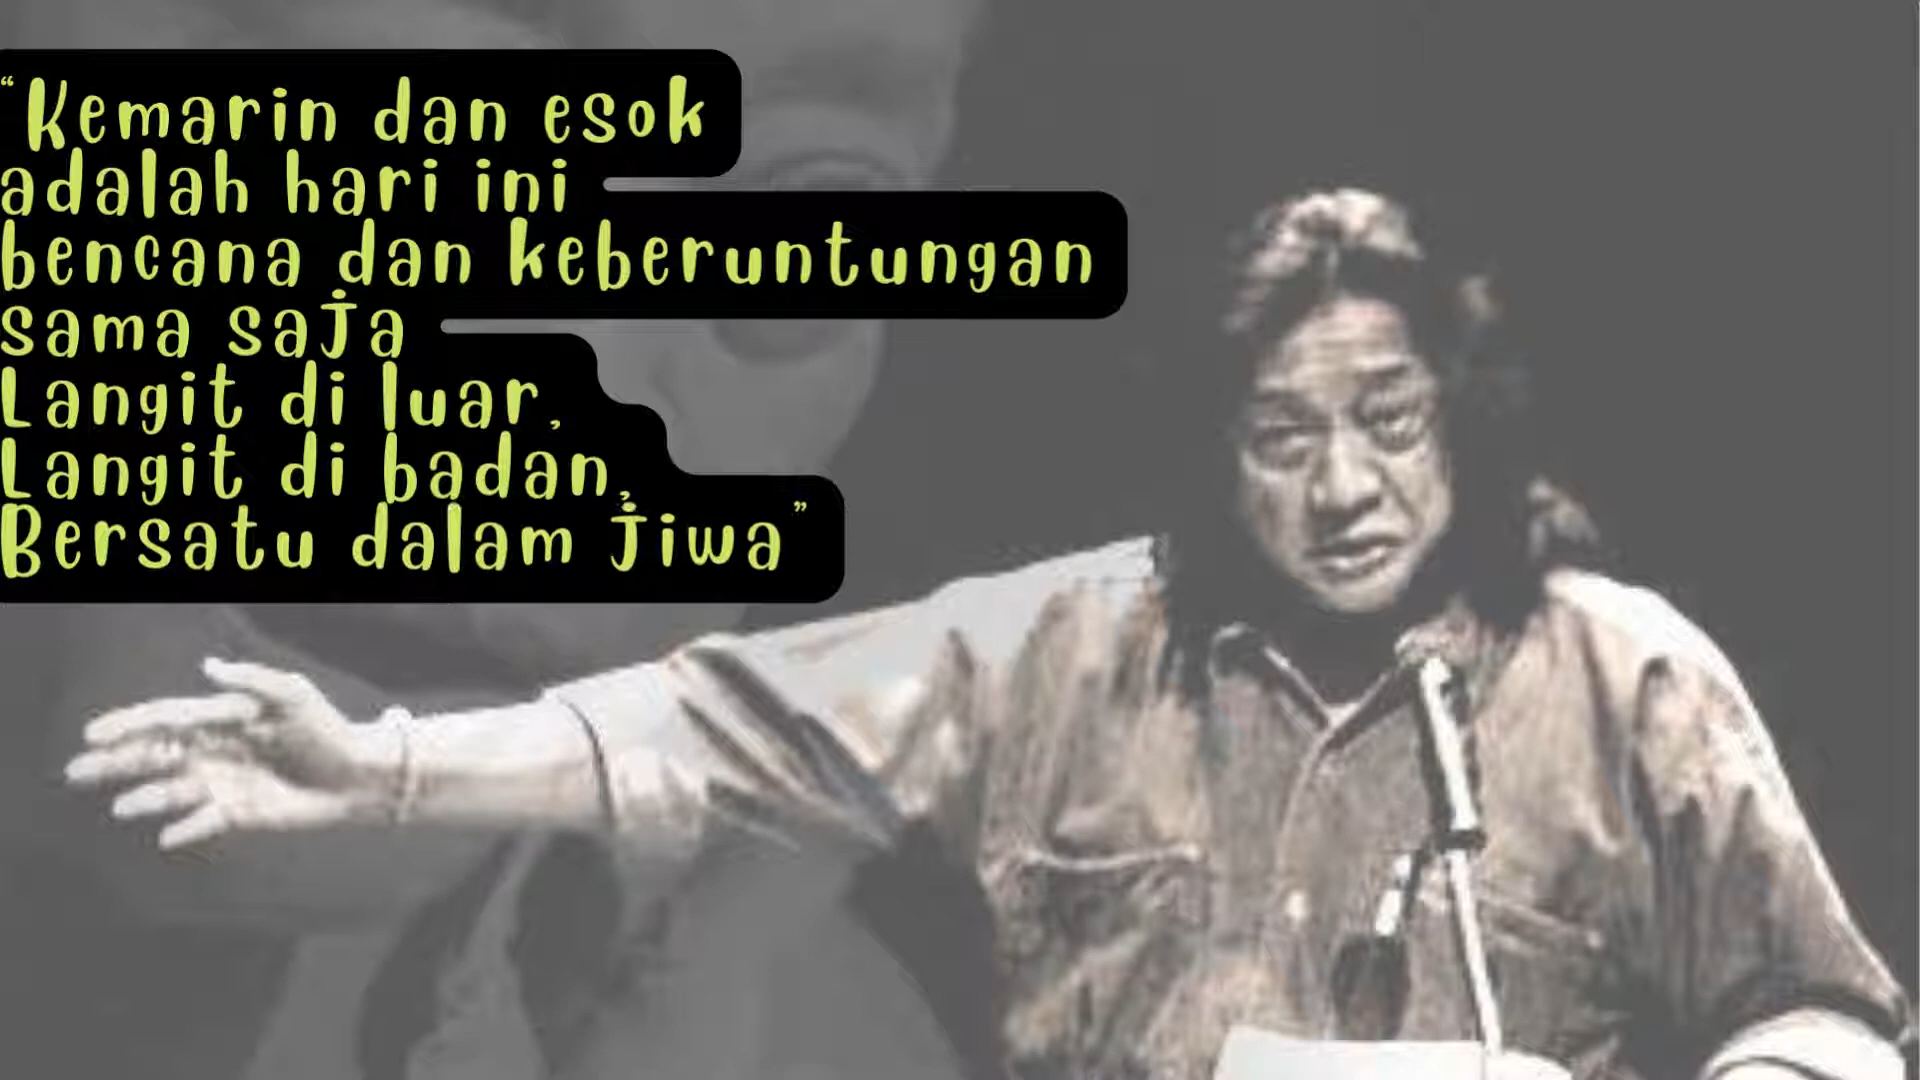 “Kemarin dan esok
adalah hari ini
bencana dan keberuntungan
sama saja
Langit di luar,
Langit di badan,
Bersatu dalam jiwa”